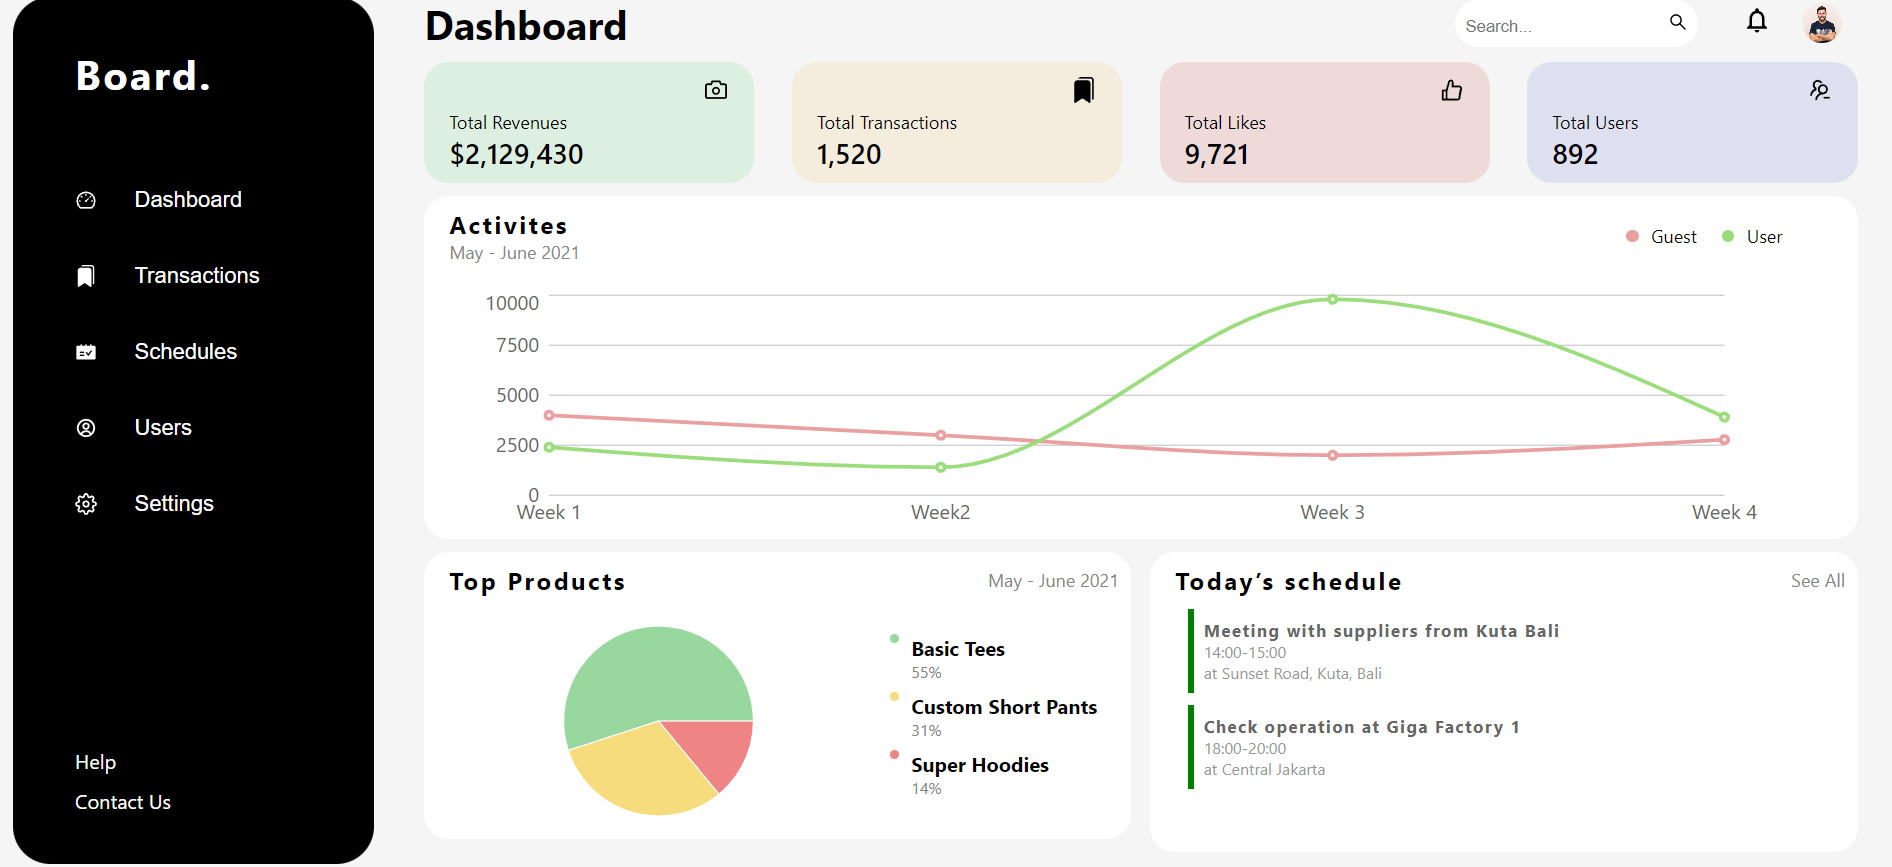 Board.
Dashboard
Transactions
Schedules
Users
Settings
Help
Contact Us
Dashboard
Search...
Total Revenues
$2,129,430
Total Transactions
1,520
Total Likes
9,721
Total Users
892
Activites
May - June 2021
Guest User
10000
7500
5000
2500
0
Week 1 Week2 Week 3 Week 4
Top Products May - June 2021
Basic Tees
55%
Custom Short Pants
31%
Super Hoodies
14%
Today’s schedule See All
Meeting with suppliers from Kuta Bali
14:00-15:00
at Sunset Road, Kuta, Bali
Check operation at Giga Factory 1
18:00-20:00
at Central Jakarta